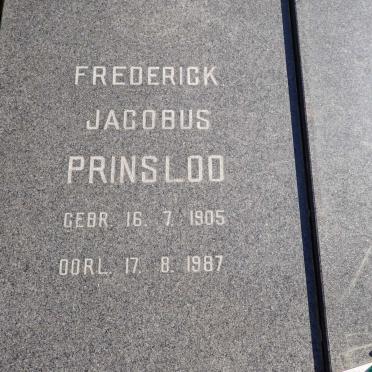 FREDERICK
JACOBUS
PRINSLOO
GEBR. 16. 7. 1905
OORL. 17. 8. 1987